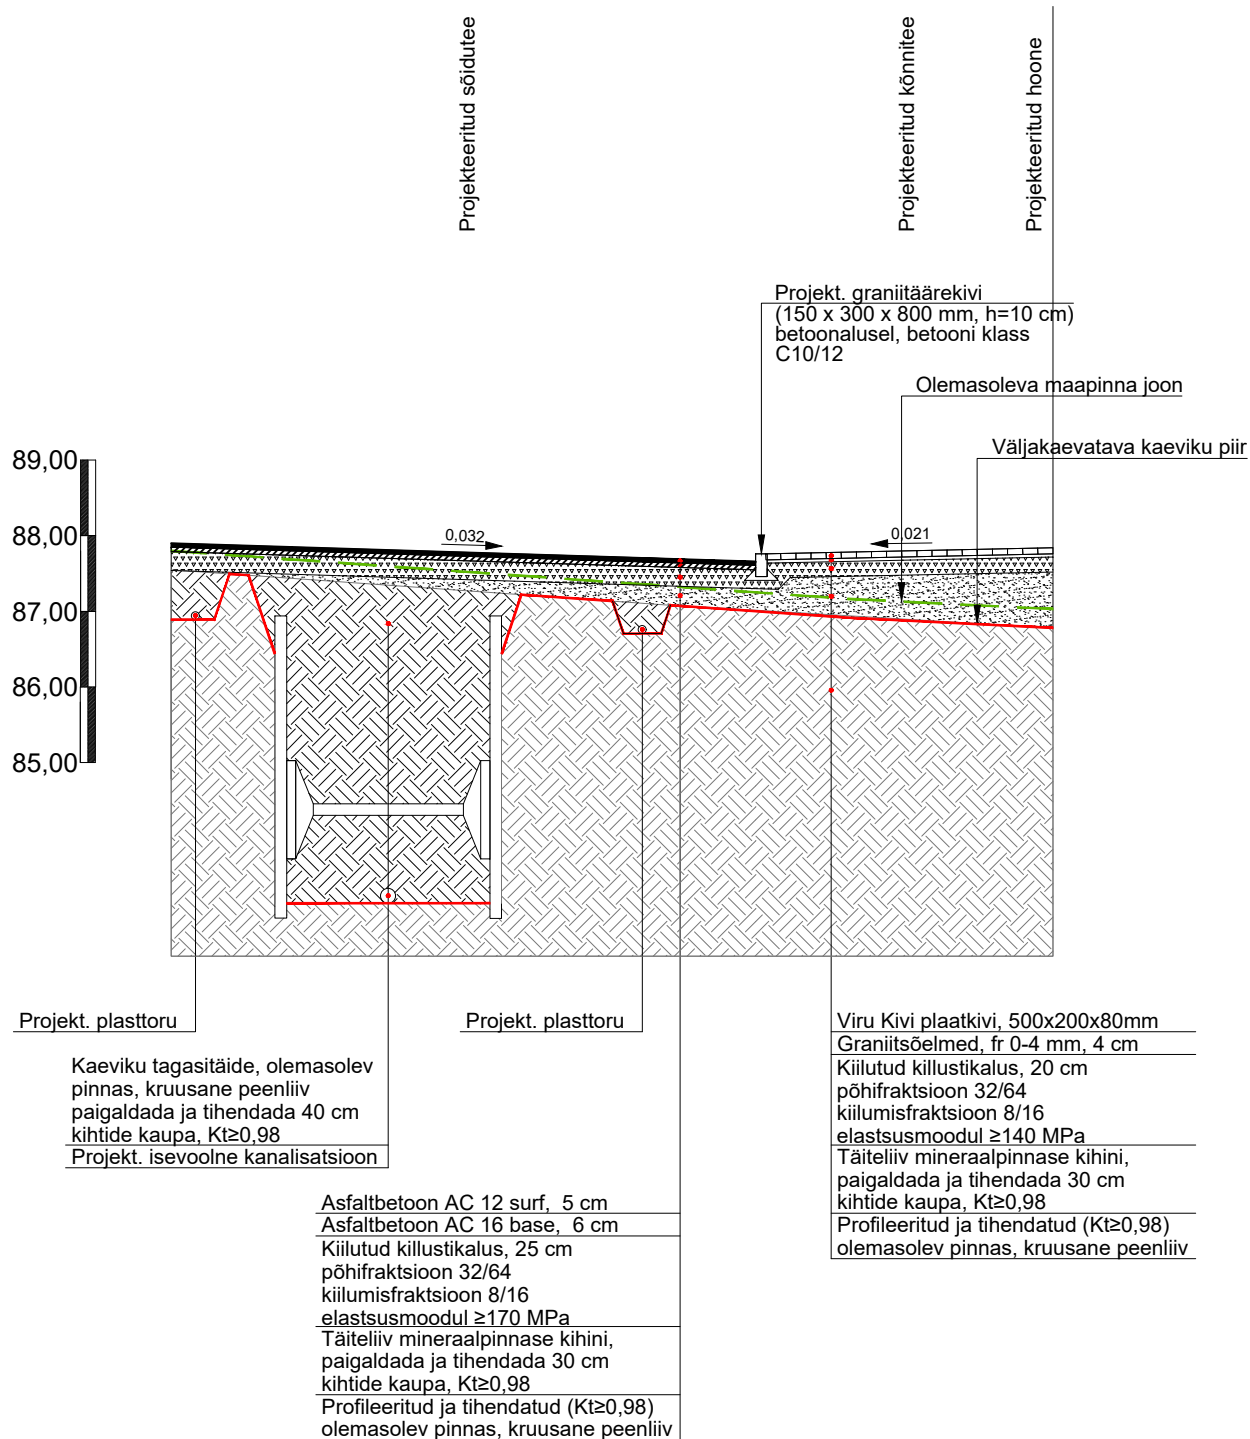 Projekteeritud sõidutee
Projekteeritud kõnnitee
Projekteeritud hoone
Projekt. graniitäärekivi
(150 x 300 x 800 mm, h=10 cm)
betoonalusel, betooni klass
C10/12
Olemasoleva maapinna joon
Väljakaevatava kaeviku piir
89,00
88,00
87,00
86,00
85,00
0,032
0,021
Projekt. plasttoru
Projekt. plasttoru
Kaeviku tagasitäide, olemasolev
pinnas, kruusane peenliiv
paigaldada ja tihendada 40 cm
kihtide kaupa, Kt≥0,98
Projekt. isevoolne kanalisatsioon
Asfaltbetoon AC 12 surf, 5 cm
Asfaltbetoon AC 16 base, 6 cm
Kiilutud killustikalus, 25 cm
põhifraktsioon 32/64
kiilumisfraktsioon 8/16
elastsusmoodul ≥170 MPa
Täiteliiv mineraalpinnase kihini,
paigaldada ja tihendada 30 cm
kihtide kaupa, Kt≥0,98
Profileeritud ja tihendatud (Kt≥0,98)
olemasolev pinnas, kruusane peenliiv
Viru Kivi plaatkivi, 500x200x80mm
Graniitsõelmed, fr 0-4 mm, 4 cm
Kiilutud killustikalus, 20 cm
põhifraktsioon 32/64
kiilumisfraktsioon 8/16
elastsusmoodul ≥140 MPa
Täiteliiv mineraalpinnase kihini,
paigaldada ja tihendada 30 cm
kihtide kaupa, Kt≥0,98
Profileeritud ja tihendatud (Kt≥0,98)
olemasolev pinnas, kruusane peenliiv